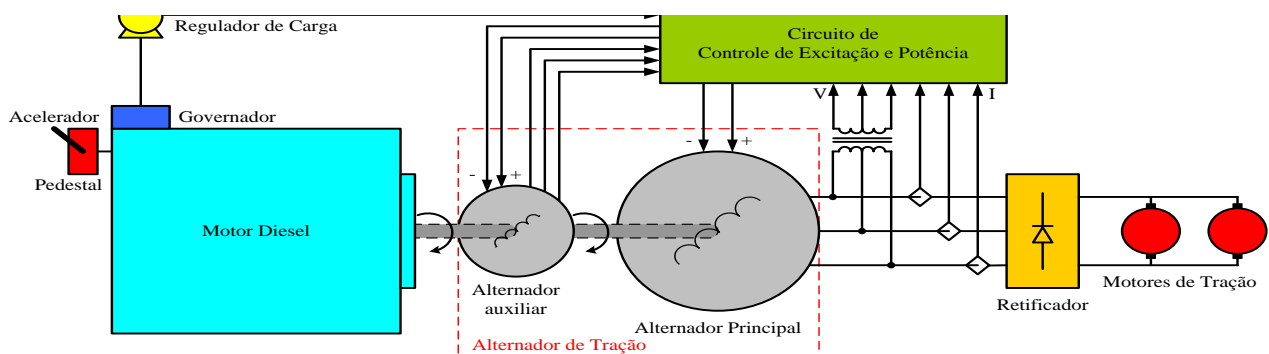 Regulador de Carga
Circuito de
Controle de Excitação e Potência
Acelerador
Governador
V
I
-
+
-
+
Pedestal
Motor Diesel
Alternador
auxiliar
Alternador Principal
Alternador de Tração
Retificador
Motores de Tração